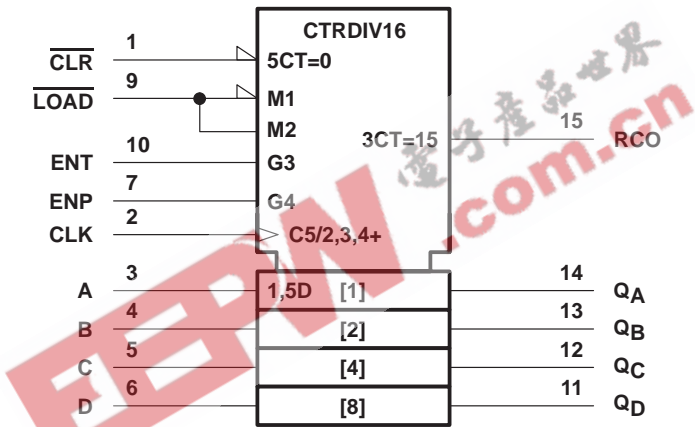 CTRDIV16
CLR 1 5CT=0
LOAD 9 M1
M2
3CT=15 15 RCO
ENT 10 G3
ENP 7 G4
CLK 2 C5/2,3,4+
A 3 1,5D [1] 14 QA
B 4 [2] 13 QB
C 5 [4] 12 QC
D 6 [8] 11 QD
EEPW .com.cn
電子產品世界